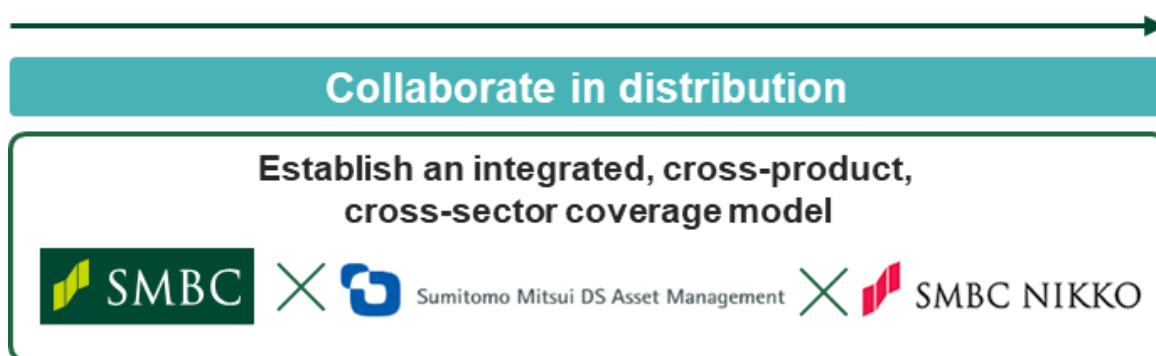 Collaborate in distribution
Establish an integrated, cross-product,
cross-sector coverage model
SMBC × Sumitomo Mitsui DS Asset Management × SMBC NIKKO